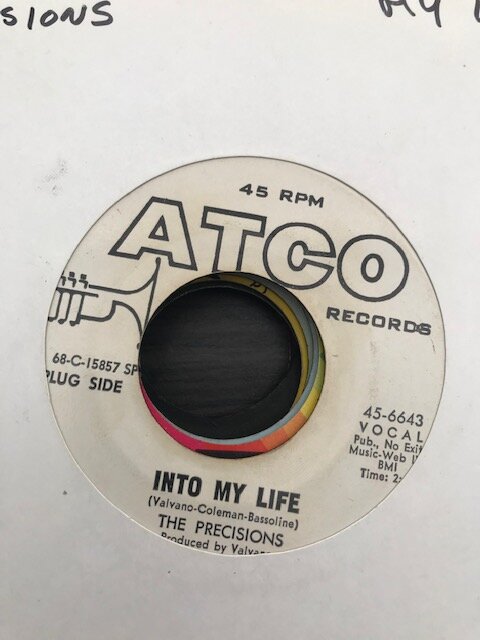 SIONS
45 RPM
ATCO
RECORDS
68-C-15857 SP
PLUG SIDE
45-6643
VOCAL
Pub., No Exit
Music-Web
BMI
Time: 2-
INTO MY LIFE
(Valvano-Coleman-Bassoline)
THE PRECISIONS
Produced by Valvano